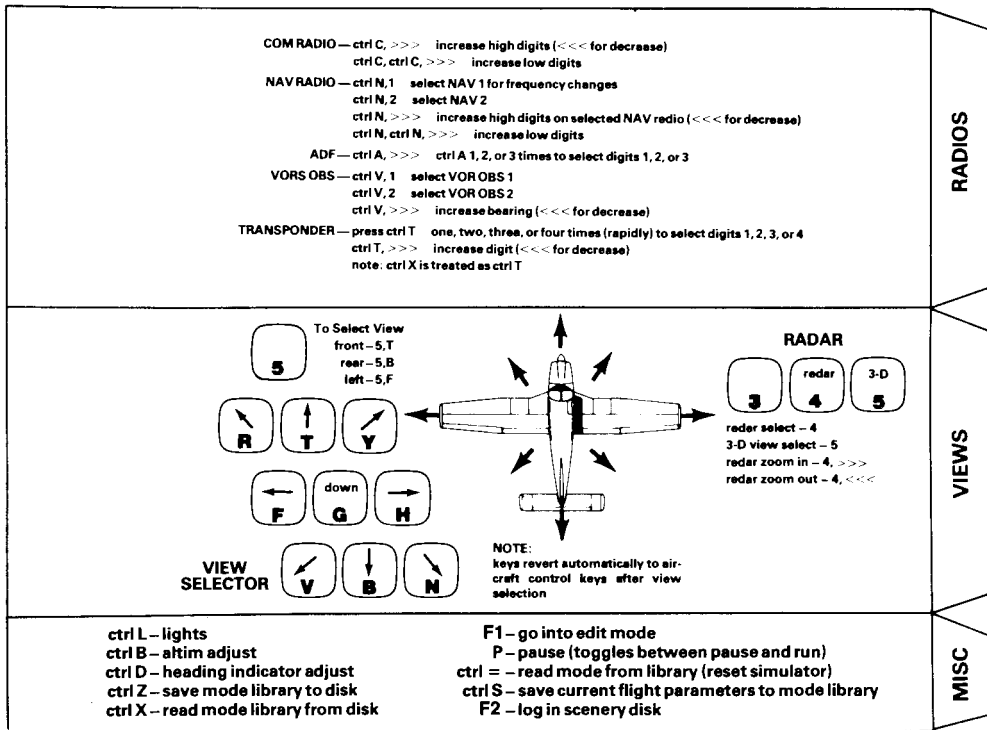 COM RADIO — ctrl C, >>> increase high digits (<<< for decrease)
ctrl C, ctrl C, >>> increase low digits
NAV RADIO — ctrl N,1 select NAV 1 for frequency changes
ctrl N, 2 select NAV 2
ctrl N, >>> increase high digits on selected NAV redio (<<< for decrease)
ctrl N, ctrl N, >>> increase low digits
ADF — ctrl A, >>> ctrl A 1, 2, or 3 times to select digits 1, 2, or 3
VORS OBS — ctrl V, 1 select VOR OBS 1
ctrl V, 2 select VOR OBS 2
ctrl V, >>> increase bearing (<<< for decrease)
TRANSPONDER — press ctrl T one, two, three, or four times (rapidly) to select digits 1, 2, 3, or 4
ctrl T, >>> increase digit (<<< for decrease)
note: ctrl X is treated as ctrl T
RADIOS
5
To Select View
front – 5,T
rear – 5,B
left – 5,F
R
T
Y
F
down
G
H
VIEW
SELECTOR
V
B
N
NOTE:
keys revert automatically to air-
craft control keys after view
selection
RADAR
3
redar
4
3-D
5
reder select – 4
3-D view select – 5
redar zoom in – 4, >>>
redar zoom out – 4, <<<
VIEWS
ctrl L – lights
ctrl B – altim adjust
ctrl D – heading indicator adjust
ctrl Z – save mode library to disk
ctrl X – read mode library from disk
F1 – go into edit mode
P – pause (toggles between pause and run)
ctrl = – read mode from library (reset simulator)
ctrl S – save current flight parameters to mode library
F2 – log in scenery disk
MISC